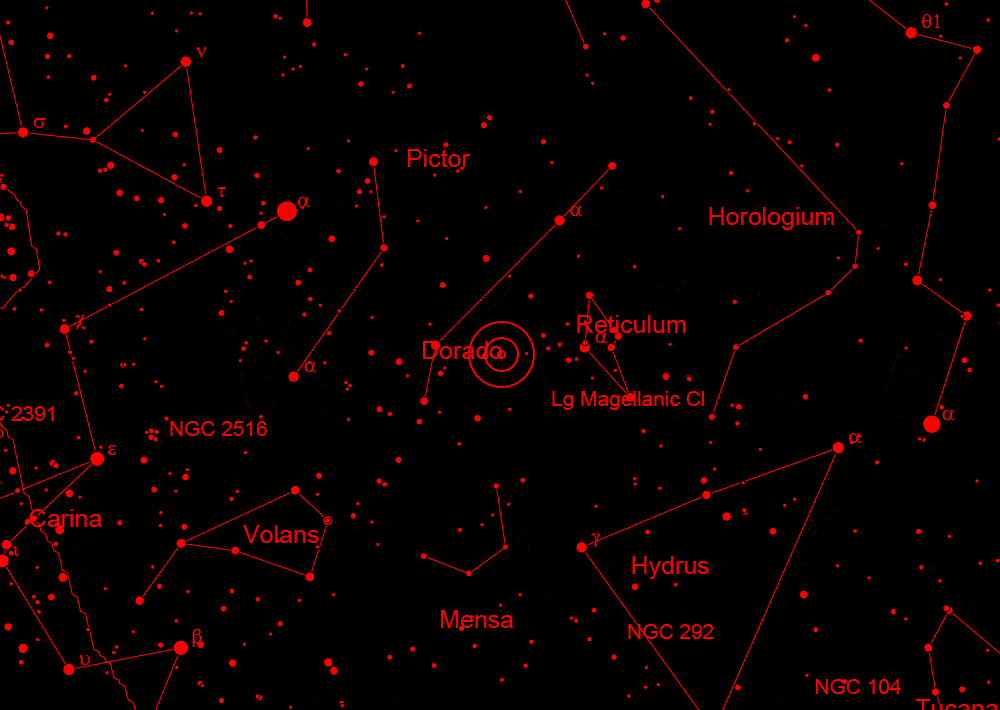 θ1
ν
σ
Pictor
τ
α
α
Horologium
χ
Reticulum
α
Dorado
α
Lg Magellanic Cl
C 2391
α
NGC 2516
α
ε
Carina
Volans
γ
ι
Hydrus
Mensa
NGC 292
β
υ
NGC 104
Tucana